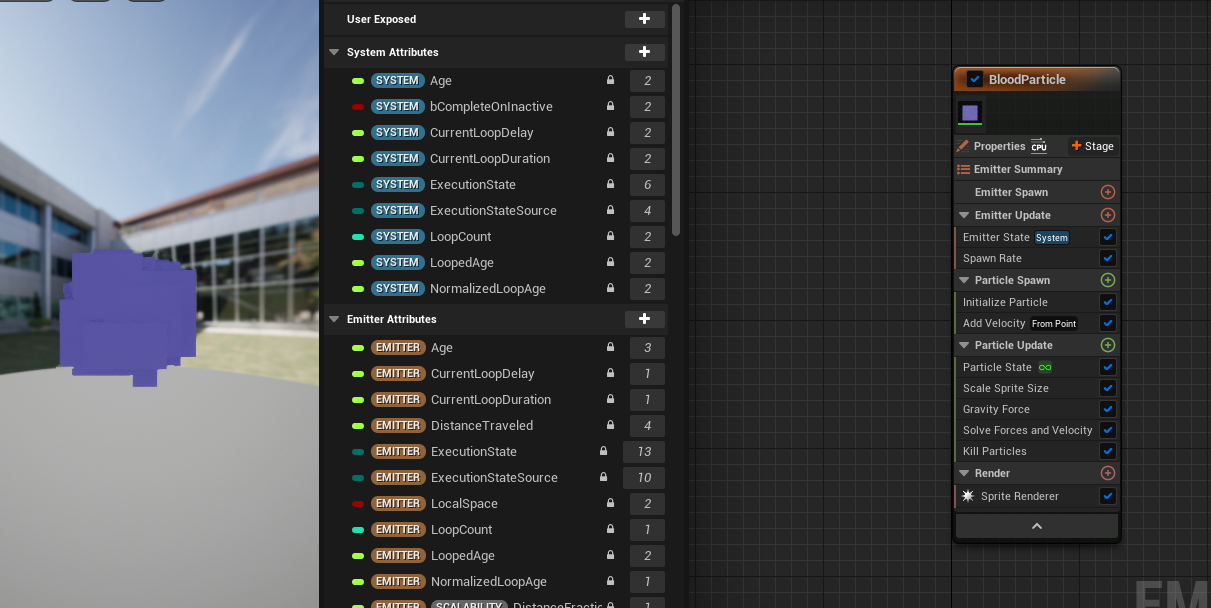 User Exposed
System Attributes
SYSTEM Age 2
SYSTEM bCompleteOnInactive 2
SYSTEM CurrentLoopDelay 2
SYSTEM CurrentLoopDuration 2
SYSTEM ExecutionState 6
SYSTEM ExecutionStateSource 4
SYSTEM LoopCount 2
SYSTEM LoopedAge 2
SYSTEM NormalizedLoopAge 2
Emitter Attributes
EMITTER Age 3
EMITTER CurrentLoopDelay 1
EMITTER CurrentLoopDuration 1
EMITTER DistanceTraveled 4
EMITTER ExecutionState 13
EMITTER ExecutionStateSource 10
EMITTER LocalSpace 2
EMITTER LoopCount 1
EMITTER LoopedAge 2
EMITTER NormalizedLoopAge 1
EMITTER SCALABILITY DistanceFractic 1
BloodParticle
Properties CPU + Stage
Emitter Summary
Emitter Spawn
Emitter Update
Emitter State System
Spawn Rate
Particle Spawn
Initialize Particle
Add Velocity From Point
Particle Update
Particle State ∞
Scale Sprite Size
Gravity Force
Solve Forces and Velocity
Kill Particles
Render
Sprite Renderer
EM